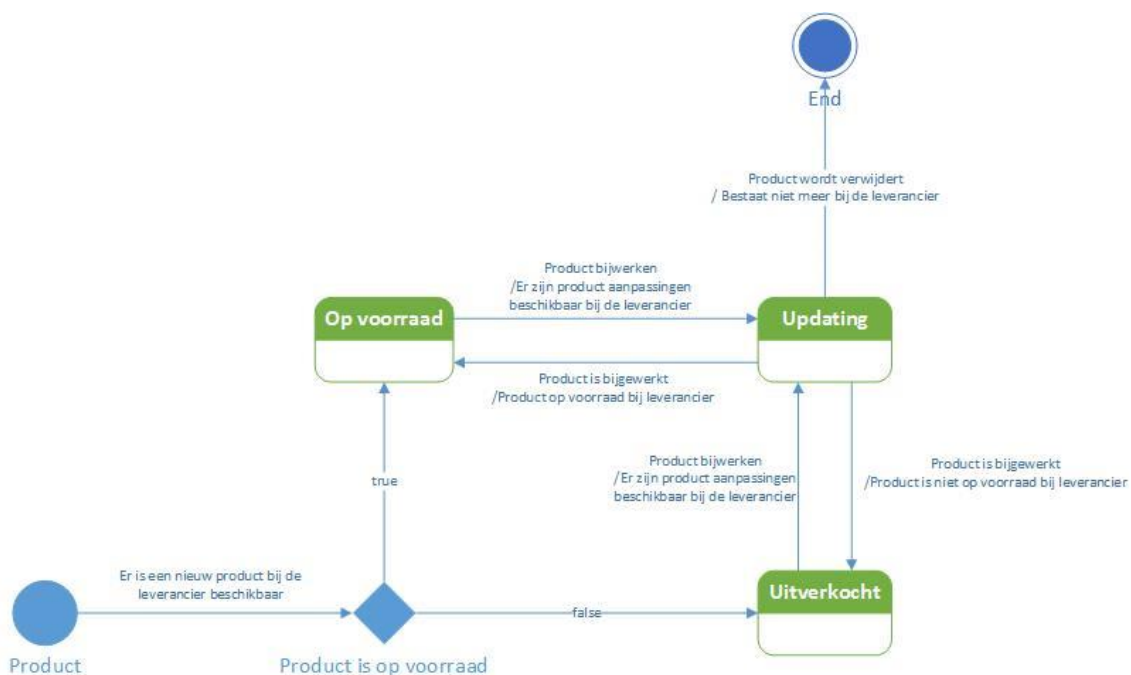 End
Product wordt verwijdert
/ Bestaat niet meer bij de leverancier
Product bijwerken
/Er zijn product aanpassingen
beschikbaar bij de leverancier
Op voorraad
Updating
Product is bijgewerkt
/Product op voorraad bij leverancier
Product bijwerken
/Er zijn product aanpassingen
beschikbaar bij de leverancier
Product is bijgewerkt
/Product is niet op voorraad bij leverancier
true
Er is een nieuw product bij de
leverancier beschikbaar
false
Uitverkocht
Product
Product is op voorraad